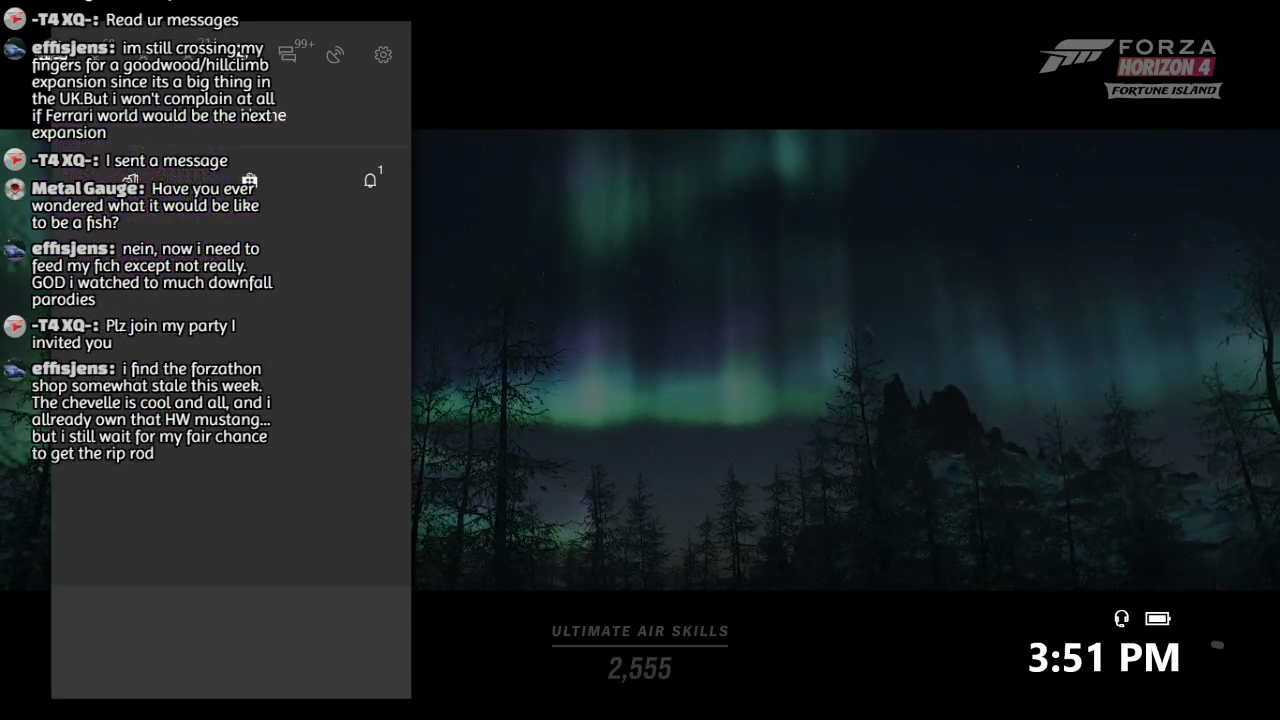 -T4 XQ-: Read ur messages
effisjens: im still crossing my
fingers for a goodwood/hillclimb
expansion since its a big thing in
the UK.But i won't complain at all
if Ferrari world would be the next
expansion
-T4 XQ-: I sent a message
Metal Gauge: Have you ever
wondered what it would be like
to be a fish?
effisjens: nein, now i need to
feed my fich except not really.
GOD i watched to much downfall
parodies
-T4 XQ-: Plz join my party I
invited you
effisjens: i find the forzathon
shop somewhat stale this week.
The chevelle is cool and all, and i
allready own that HW mustang...
but i still wait for my fair chance
to get the rip rod
99+
1
FORZA
HORIZON 4
FORTUNE ISLAND
ULTIMATE AIR SKILLS
2,555
3:51 PM